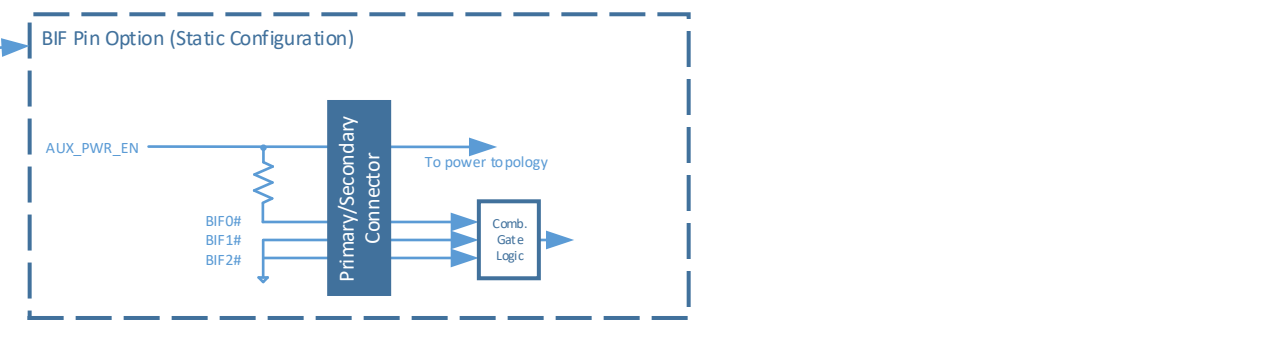 BIF Pin Option (Static Configuration)
AUX_PWR_EN
Primary/Secondary
Connector
To power topology
BIF0#
BIF1#
BIF2#
Comb.
Gate
Logic